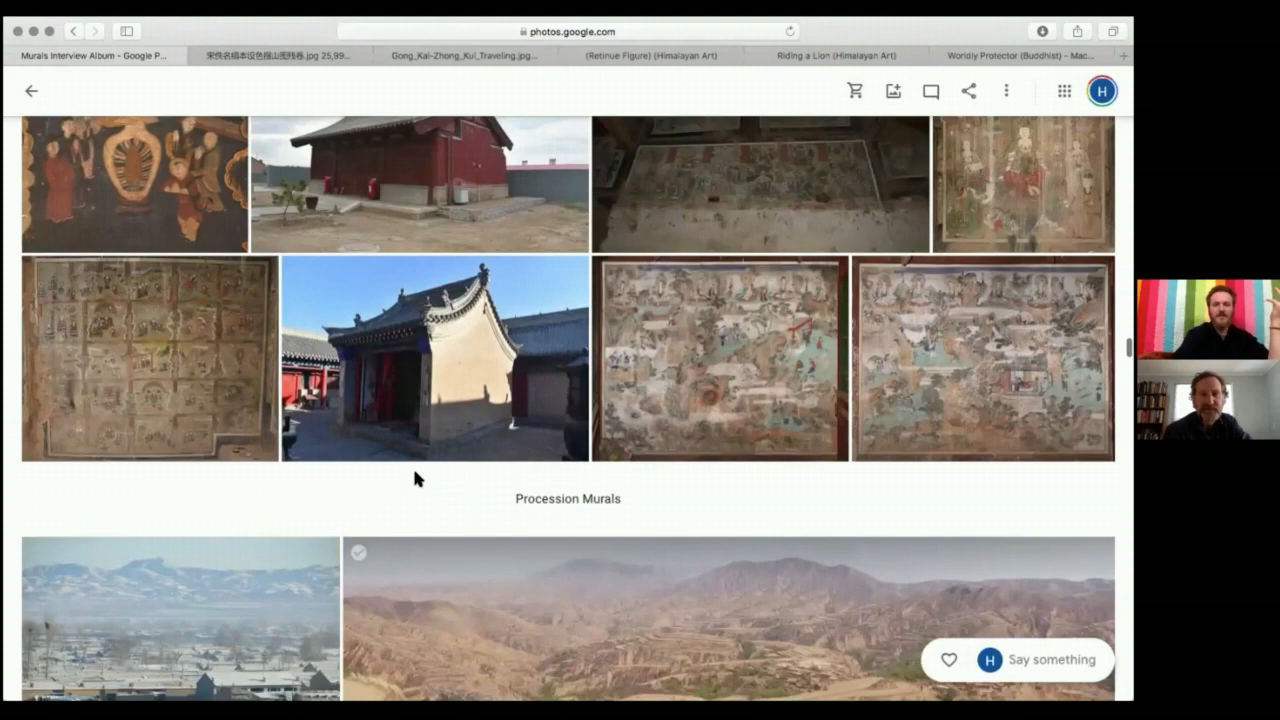 photos.google.com
Murals Interview Album - Google P...
宋佚名绢本设色搜山图残卷.jpg 25,99...
Gong_Kai-Zhong_Kui_Traveling.jpg...
(Retinue Figure) (Himalayan Art)
Riding a Lion (Himalayan Art)
Worldly Protector (Buddhist) – Mac...
H
Procession Murals
H Say something